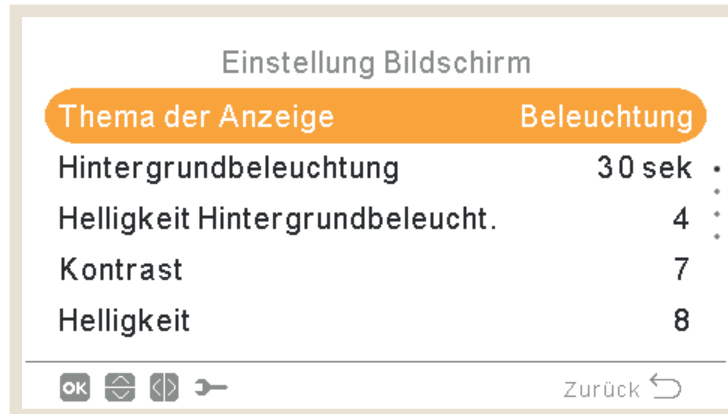 Einstellung Bildschirm
Thema der Anzeige Beleuchtung
Hintergrundbeleuchtung 30 sek
Helligkeit Hintergrundbeleucht. 4
Kontrast 7
Helligkeit 8
OK Zurück